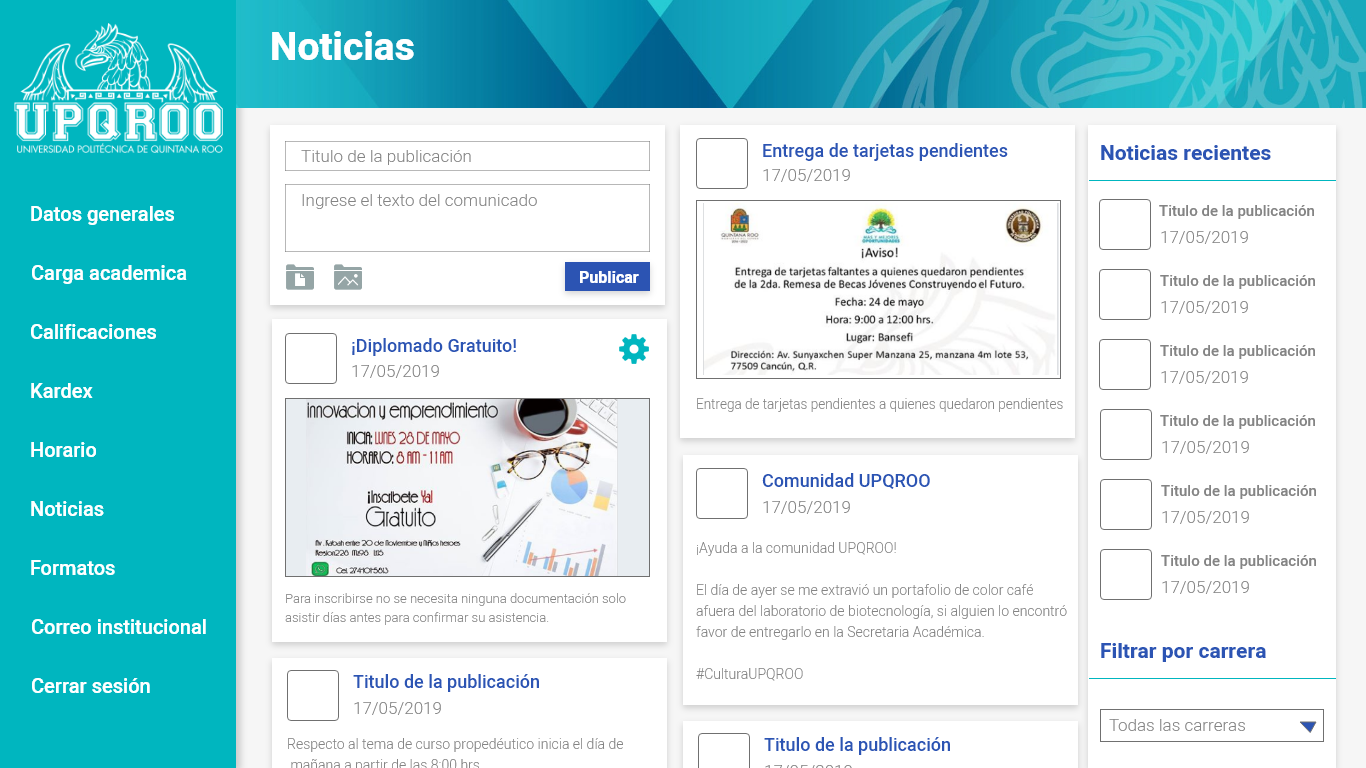 UPQROO
UNIVERSIDAD POLITÉCNICA DE QUINTANA ROO
Datos generales
Carga academica
Calificaciones
Kardex
Horario
Noticias
Formatos
Correo institucional
Cerrar sesión
Noticias
Titulo de la publicación
Ingrese el texto del comunicado
Publicar
¡Diplomado Gratuito!
17/05/2019
innovacion y emprendimiento
INICIA: LUNES 28 DE MAYO
HORARIO: 8 AM - 11 AM
¡Inscribete Ya!
Gratuito
Av. Kabah entre 20 de Noviembre y Niños heroes
Para inscribirse no se necesita ninguna documentación solo
asistir días antes para confirmar su asistencia.
Titulo de la publicación
17/05/2019
Respecto al tema de curso propedéutico inicia el día de
mañana a partir de las 8:00 hrs.
Entrega de tarjetas pendientes
17/05/2019
QUINTANA ROO
MÁS Y MEJORES
OPORTUNIDADES
¡Aviso!
Entrega de tarjetas faltantes a quienes quedaron pendientes
de la 2da. Remesa de Becas Jóvenes Construyendo el Futuro.
Fecha: 24 de mayo
Hora: 9:00 a 12:00 hrs.
Lugar: Bansefi
Dirección: Av. Sunyaxchen Super Manzana 25, manzana 4m lote 53,
77509 Cancún, Q.R.
Entrega de tarjetas pendientes a quienes quedaron pendientes
Comunidad UPQROO
17/05/2019
¡Ayuda a la comunidad UPQROO!
El día de ayer se me extravió un portafolio de color café
afuera del laboratorio de biotecnología, si alguien lo encontró
favor de entregarlo en la Secretaria Académica.
#CulturaUPQROO
Titulo de la publicación
17/05/2019
Noticias recientes
Titulo de la publicación
17/05/2019
Titulo de la publicación
17/05/2019
Titulo de la publicación
17/05/2019
Titulo de la publicación
17/05/2019
Titulo de la publicación
17/05/2019
Titulo de la publicación
17/05/2019
Filtrar por carrera
Todas las carreras